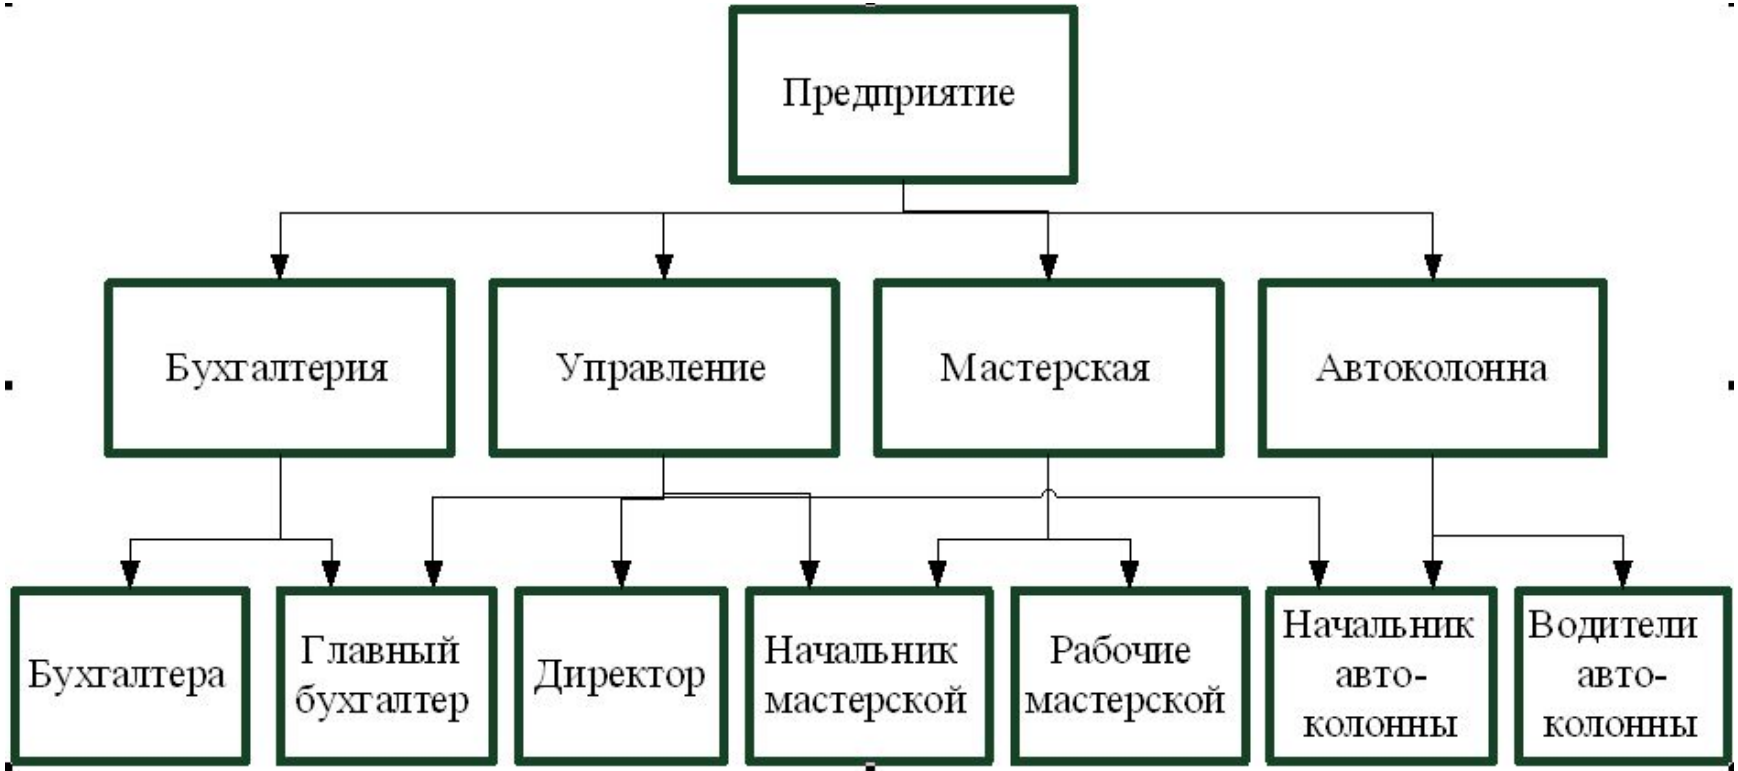 Предприятие
Бухгалтерия
Управление
Мастерская
Автоколонна
Бухгалтера
Главный
бухгалтер
Директор
Начальник
мастерской
Рабочие
мастерской
Начальник
авто-
колонны
Водители
авто-
колонны